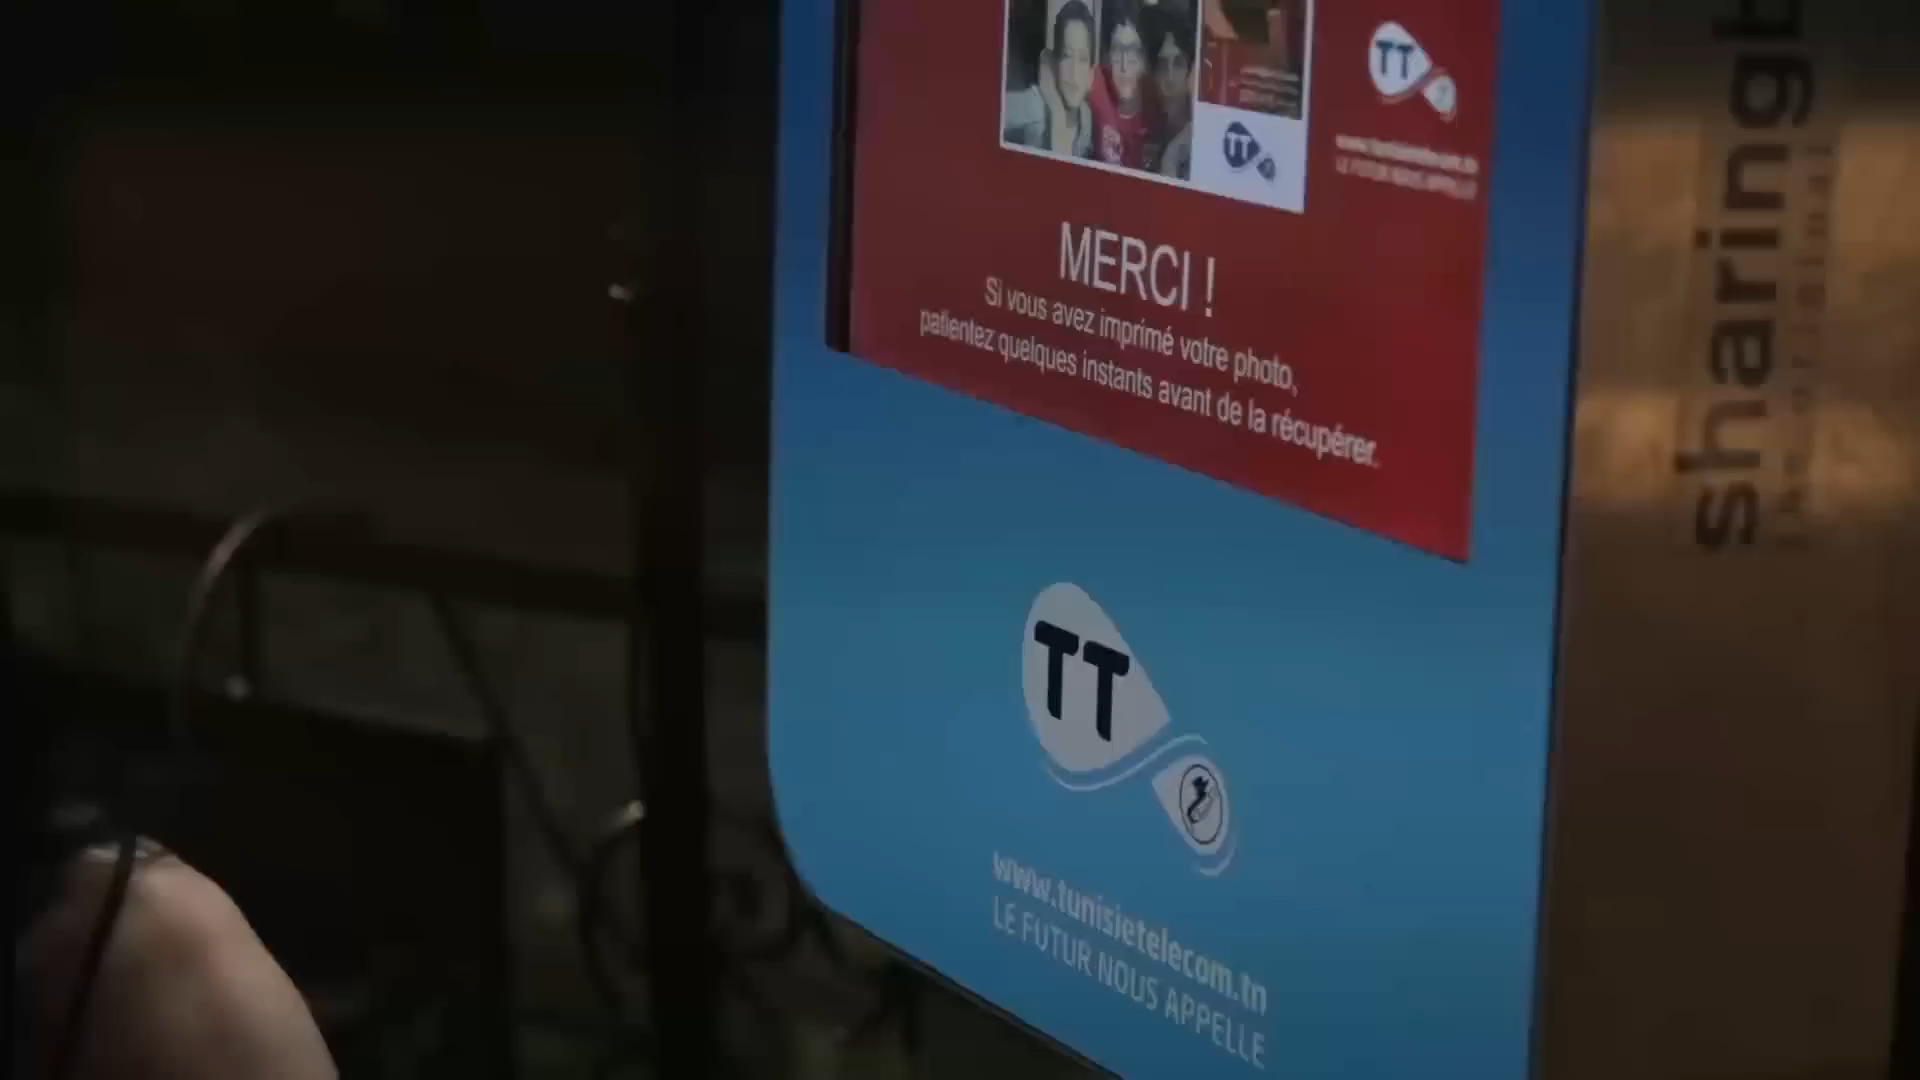 TT
TT
LE FUTUR NOUS APPELLE
MERCI !
Si vous avez imprimé votre photo,
patientez quelques instants avant de la récupérer.
TT
www.tunisietelecom.tn
LE FUTUR NOUS APPELLE